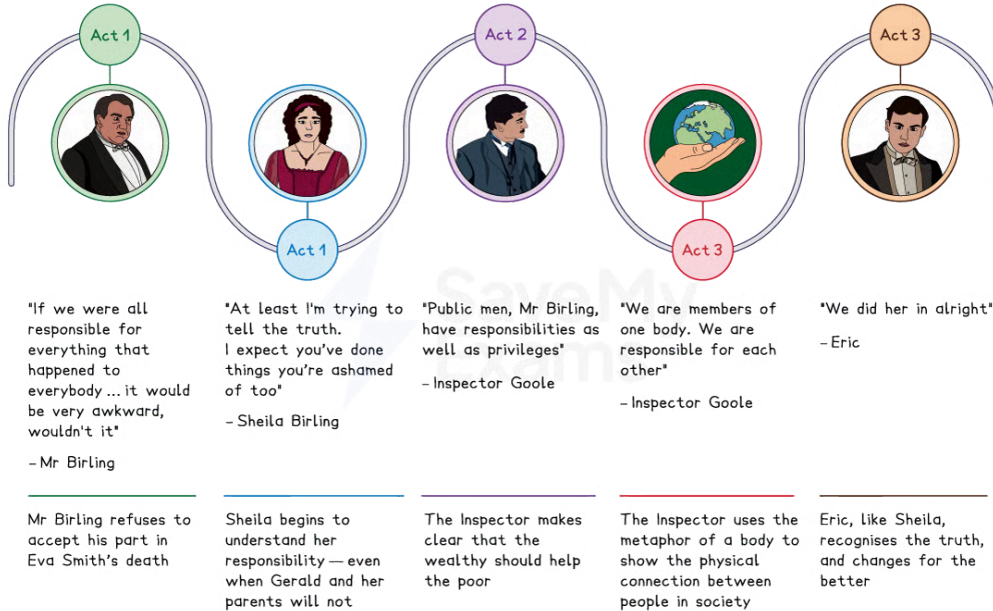 Act 1
Act 2
Act 3
Act 1
Act 3
SaveMy
Exams
"If we were all
responsible for
everything that
happened to
everybody ... it would
be very awkward,
wouldn't it"
– Mr Birling
"At least I'm trying to
tell the truth.
I expect you've done
things you're ashamed
of too"
– Sheila Birling
"Public men, Mr Birling,
have responsibilities as
well as privileges"
– Inspector Goole
"We are members of
one body. We are
responsible for each
other"
– Inspector Goole
"We did her in alright"
– Eric
Mr Birling refuses to
accept his part in
Eva Smith's death
Sheila begins to
understand her
responsibility — even
when Gerald and her
parents will not
The Inspector makes
clear that the
wealthy should help
the poor
The Inspector uses the
metaphor of a body to
show the physical
connection between
people in society
Eric, like Sheila,
recognises the truth,
and changes for the
better